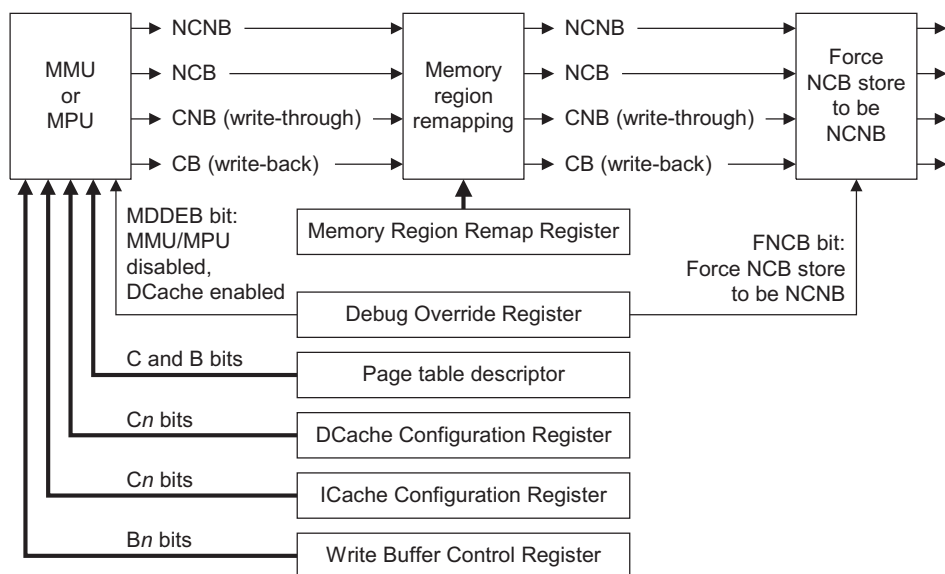 MMU
or
MPU
NCNB
NCB
CNB (write-through)
CB (write-back)
Memory
region
remapping
NCNB
NCB
CNB (write-through)
CB (write-back)
Force
NCB store
to be
NCNB
MDDEB bit:
MMU/MPU
disabled,
DCache enabled
Memory Region Remap Register
FNCB bit:
Force NCB store
to be NCNB
Debug Override Register
C and B bits
Page table descriptor
Cn bits
DCache Configuration Register
Cn bits
ICache Configuration Register
Bn bits
Write Buffer Control Register